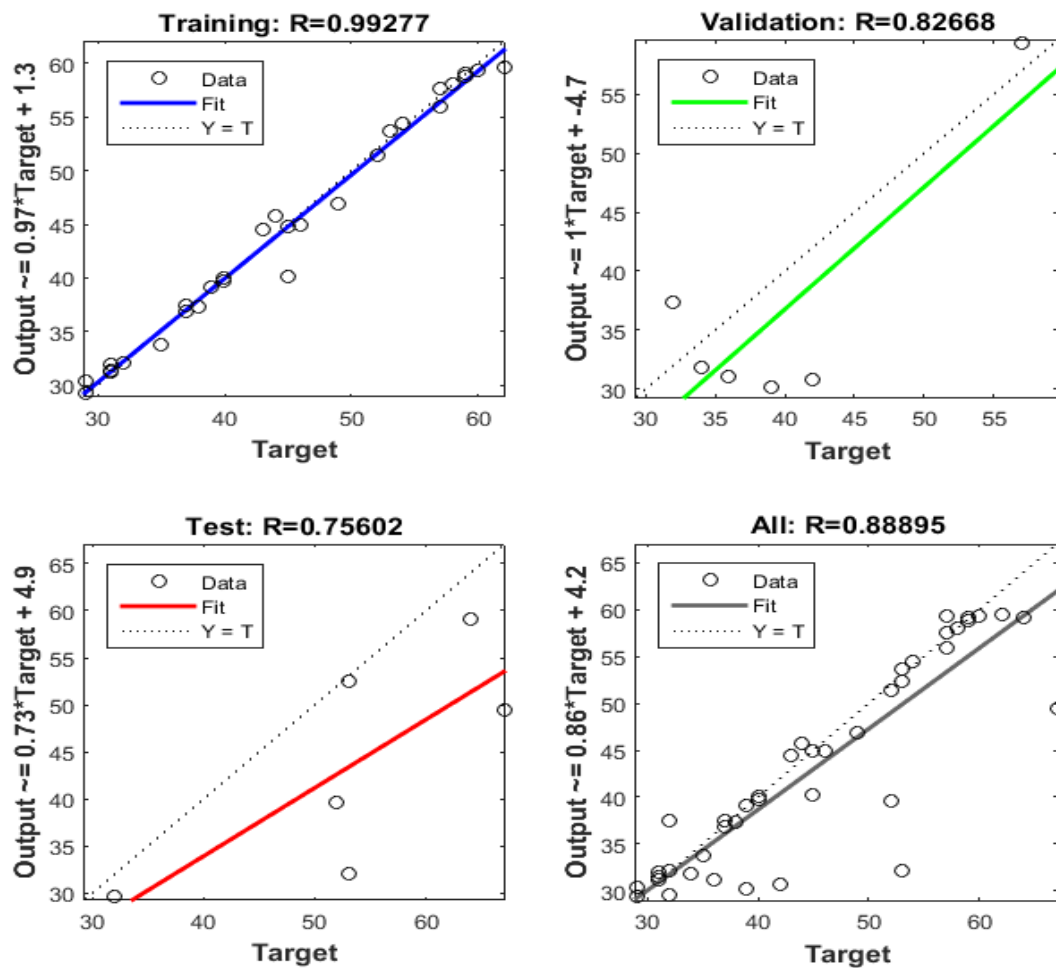 Training: R=0.99277
Output ~= 0.97*Target + 1.3
60
55
50
45
40
35
30
Data
Fit
Y = T
30
40
50
60
Target
Validation: R=0.82668
Output ~= 1*Target + -4.7
55
50
45
40
35
30
Data
Fit
Y = T
30
35
40
45
50
55
Target
Test: R=0.75602
Output ~= 0.73*Target + 4.9
65
60
55
50
45
40
35
30
Data
Fit
Y = T
30
40
50
60
Target
All: R=0.88895
Output ~= 0.86*Target + 4.2
65
60
55
50
45
40
35
30
Data
Fit
Y = T
30
40
50
60
Target